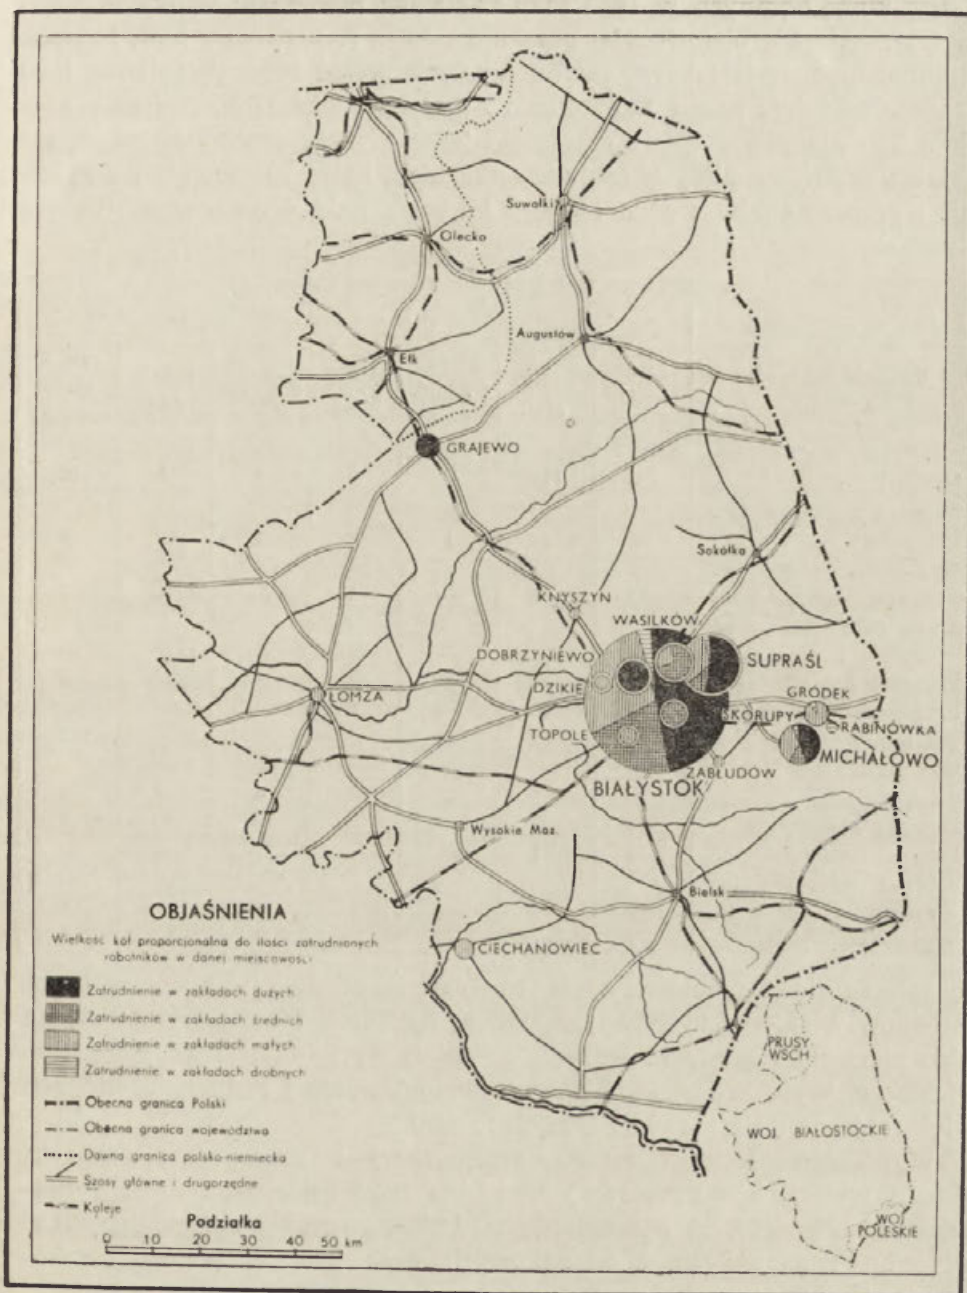 Suwałki
Olecko
Augustów
Ełk
GRAJEWO
Sokółka
KNYSZYN
WASILKÓW
DOBRZYNIEWO
SUPRAŚL
DZIKIE
GRÓDEK
ŁOMŻA
SKORUPY
RABINÓWKA
TOPOLE
MICHAŁOWO
ZABŁUDÓW
BIAŁYSTOK
Wysokie Maz.
Bielsk
CIECHANOWIEC
OBJAŚNIENIA
Wielkość kół proporcjonalna do ilości zatrudnionych
robotników w danej miejscowości
Zatrudnienie w zakładach dużych
Zatrudnienie w zakładach średnich
Zatrudnienie w zakładach małych
Zatrudnienie w zakładach drobnych
Obecna granica Polski
Obecna granica województwa
Dawna granica polsko-niemiecka
Szosy główne i drugorzędne
Koleje
Podziałka
0 10 20 30 40 50 km
PRUSY
WSCH
WOJ. BIAŁOSTOCKIE
WOJ
POLESKIE